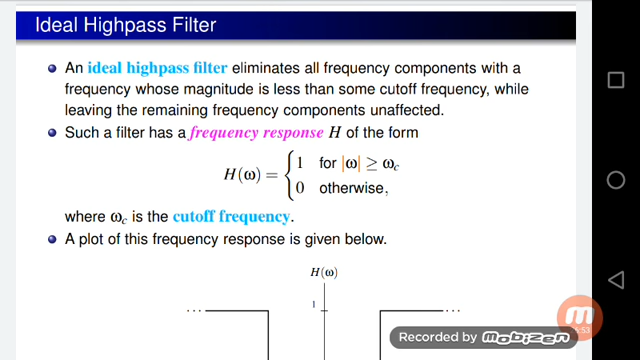 Ideal Highpass Filter
An ideal highpass filter eliminates all frequency components with a
frequency whose magnitude is less than some cutoff frequency, while
leaving the remaining frequency components unaffected.
Such a filter has a frequency response H of the form
H(ω) = { 1 for |ω| ≥ ωc
0 otherwise,
where ωc is the cutoff frequency.
A plot of this frequency response is given below.
H(ω)
1
··· ···
M
Recorded by Mobizen